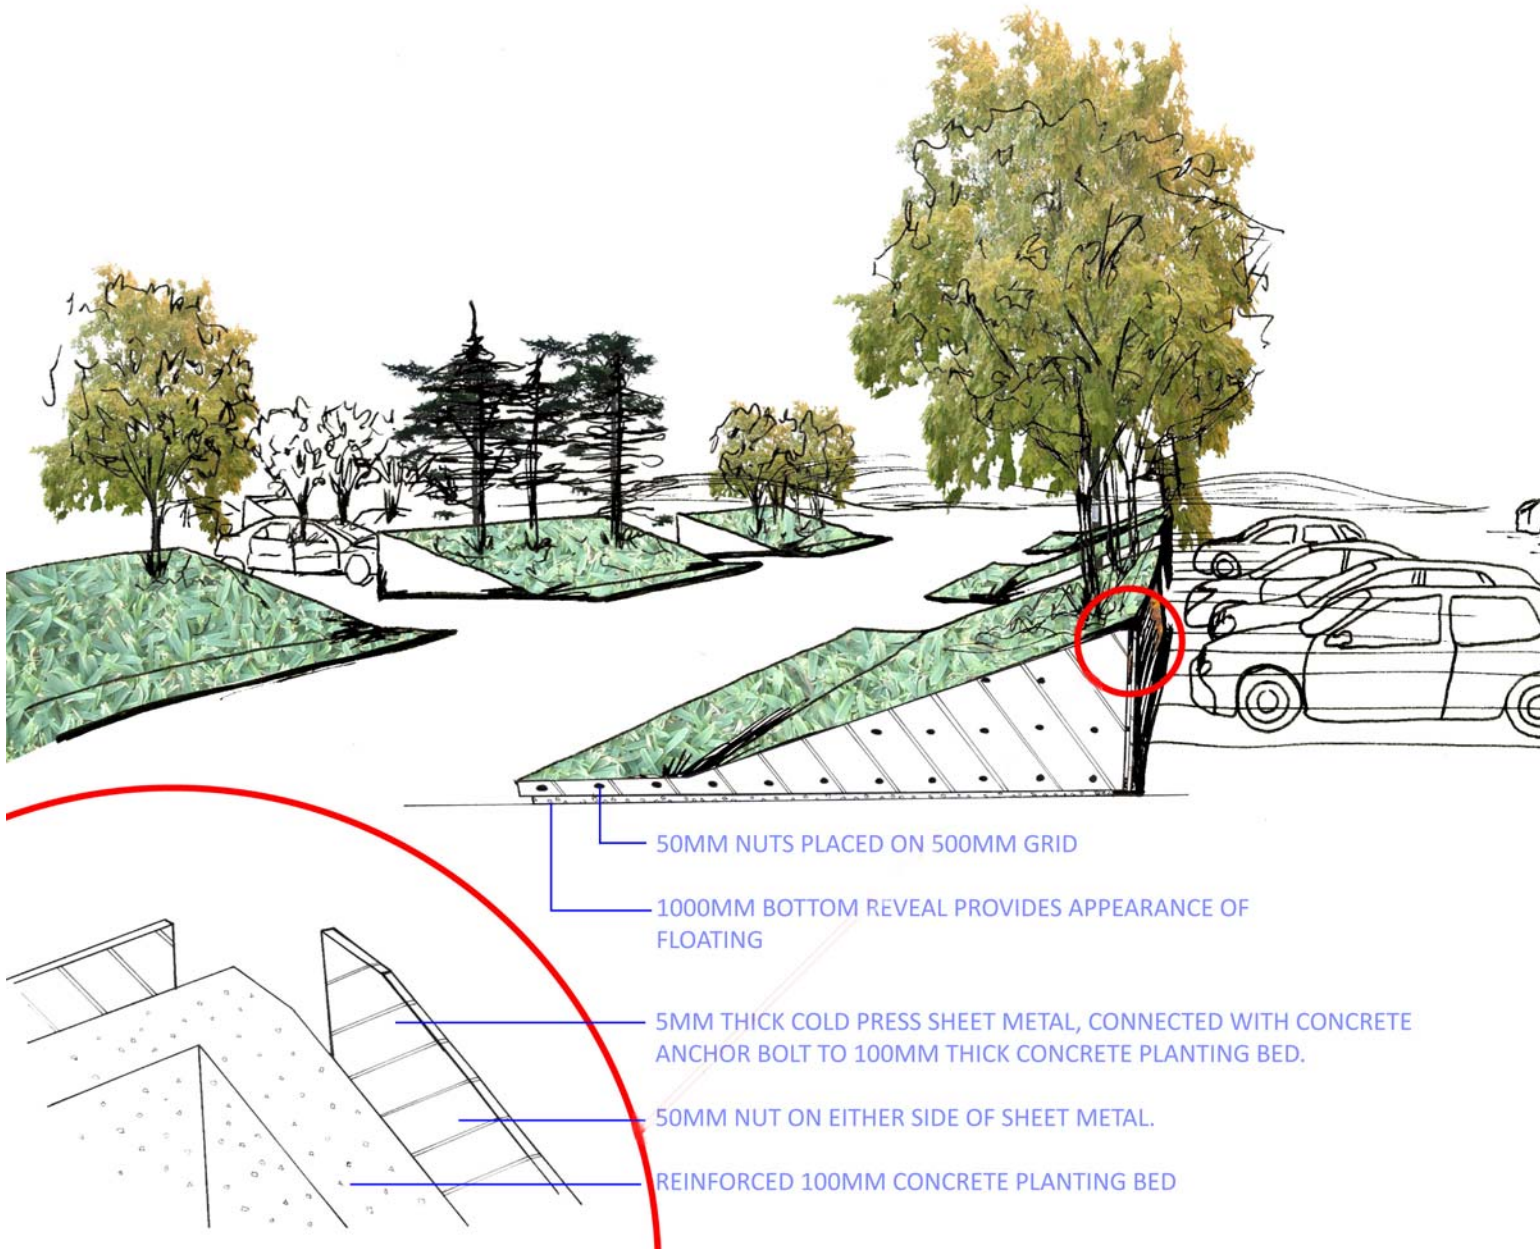 50MM NUTS PLACED ON 500MM GRID
1000MM BOTTOM REVEAL PROVIDES APPEARANCE OF
FLOATING
5MM THICK COLD PRESS SHEET METAL, CONNECTED WITH CONCRETE
ANCHOR BOLT TO 100MM THICK CONCRETE PLANTING BED.
50MM NUT ON EITHER SIDE OF SHEET METAL.
REINFORCED 100MM CONCRETE PLANTING BED